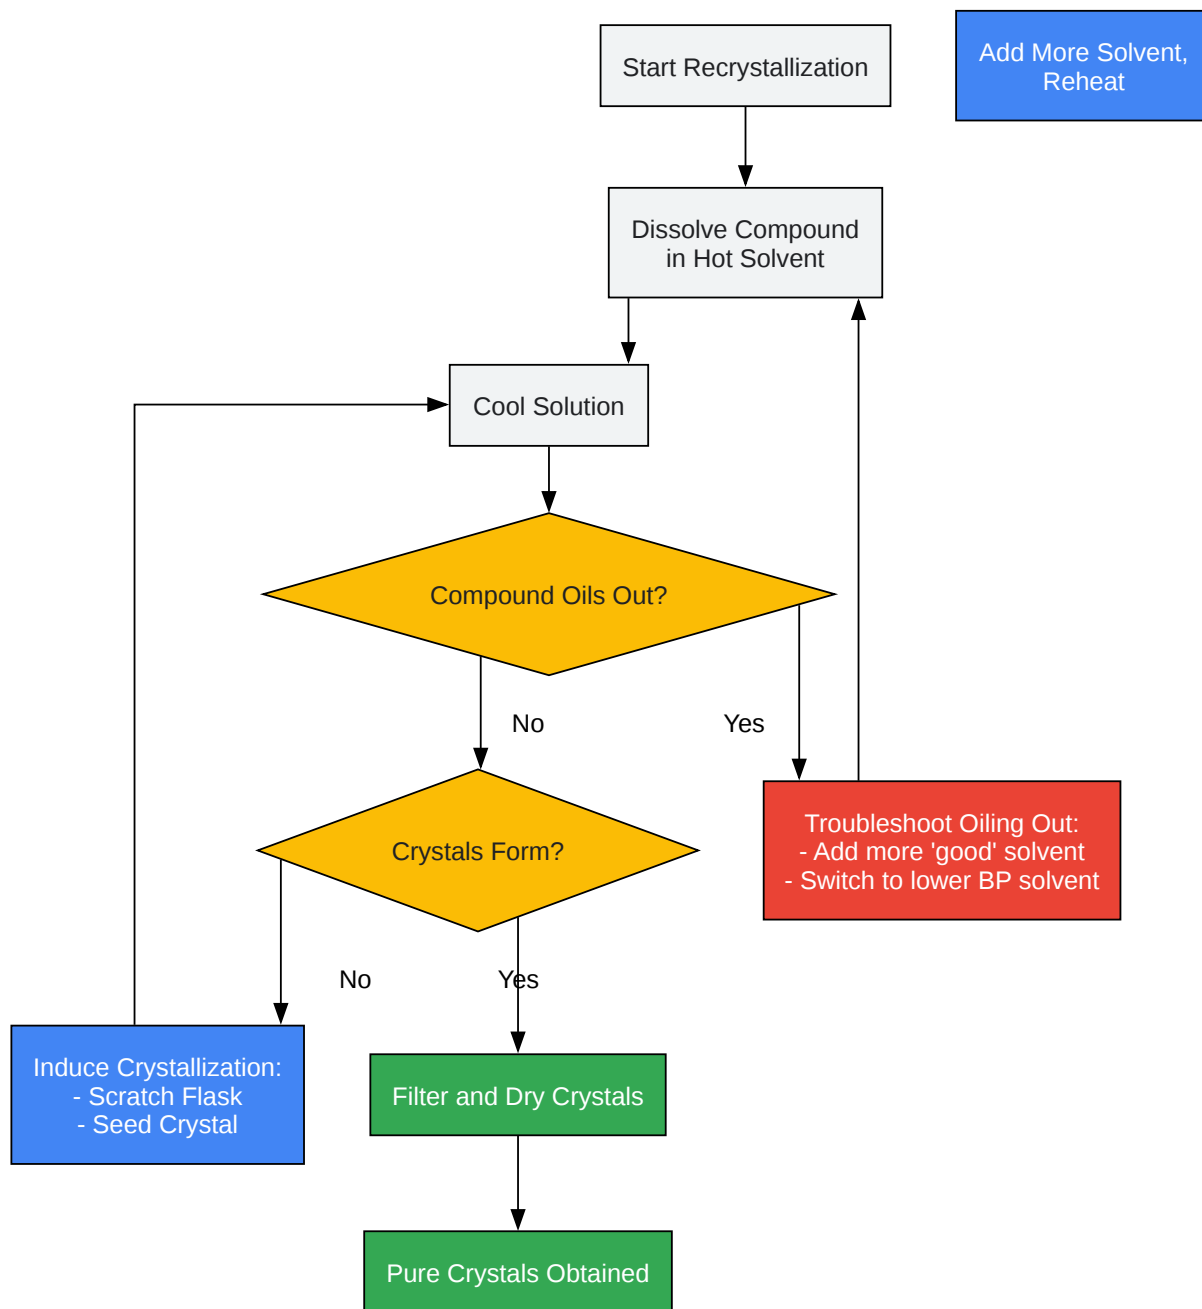 Start Recrystallization
Add More Solvent,
Reheat
Dissolve Compound
in Hot Solvent
Cool Solution
Compound Oils Out?
No
Yes
Crystals Form?
Troubleshoot Oiling Out:
- Add more 'good' solvent
- Switch to lower BP solvent
No
Yes
Induce Crystallization:
- Scratch Flask
- Seed Crystal
Filter and Dry Crystals
Pure Crystals Obtained